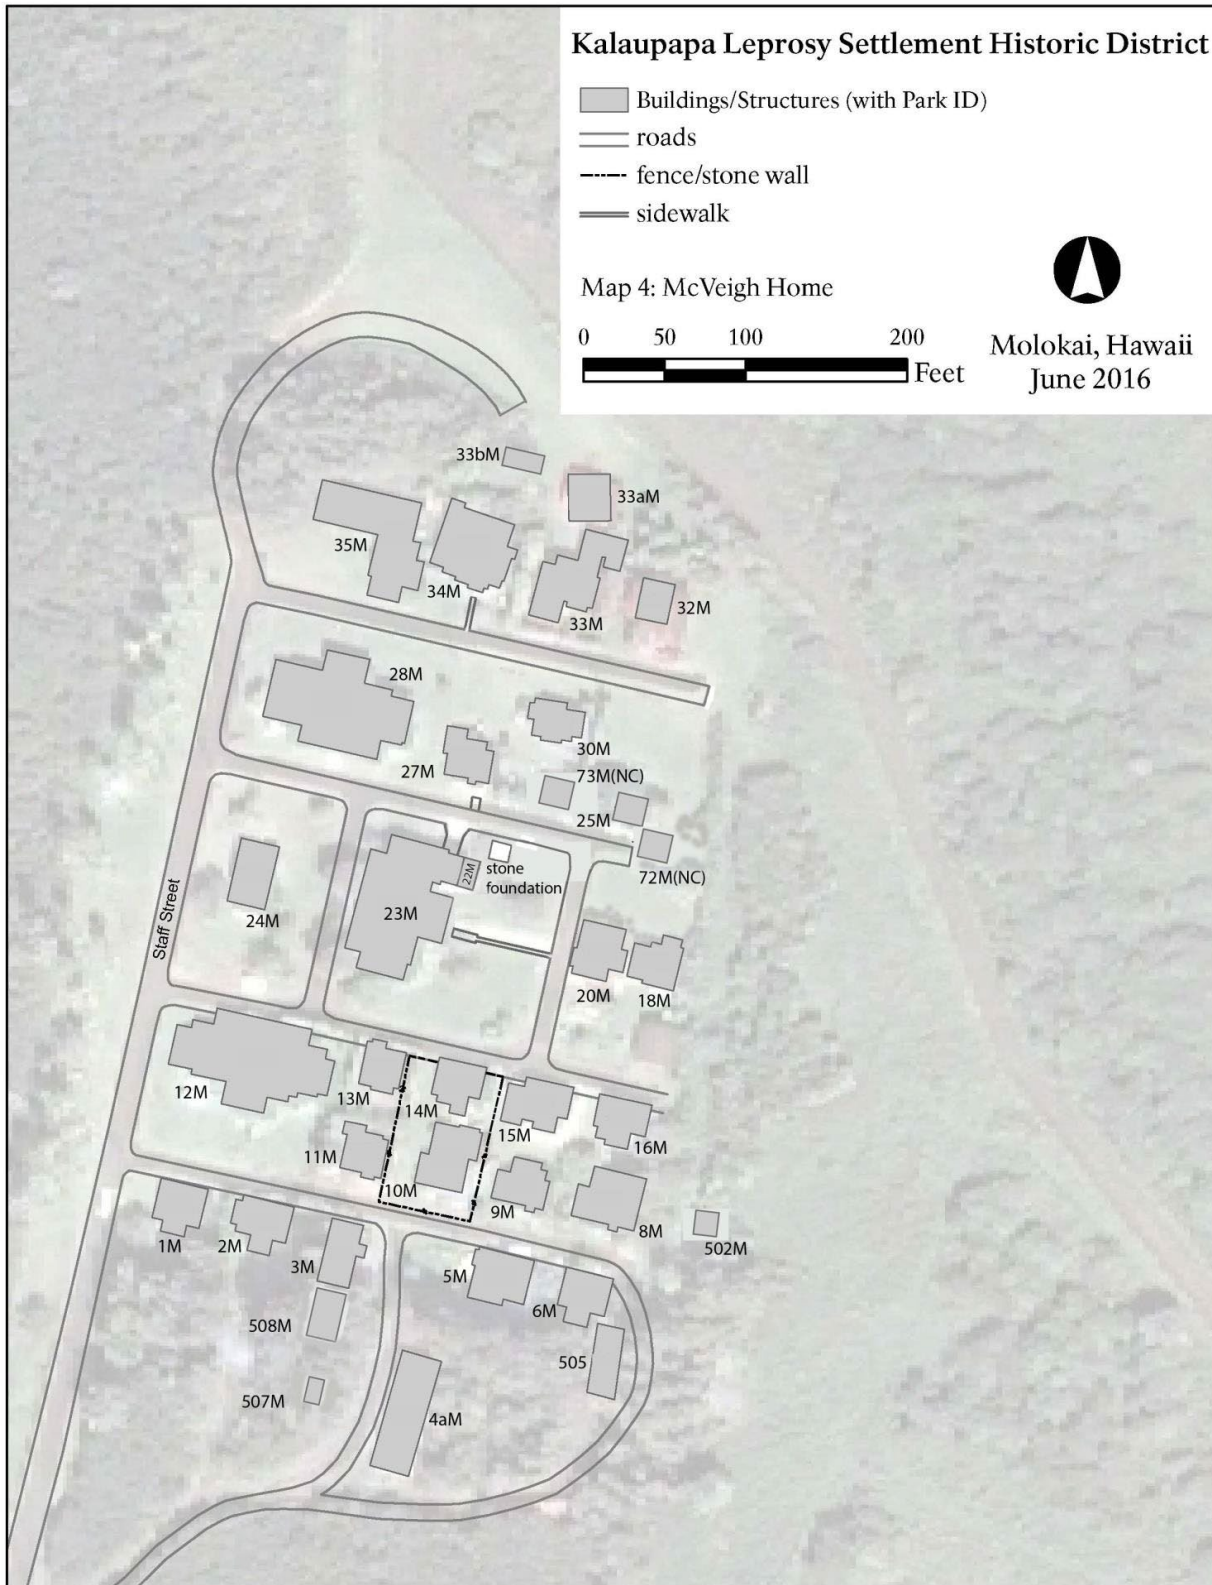 Kalaupapa Leprosy Settlement Historic District
Buildings/Structures (with Park ID)
roads
fence/stone wall
sidewalk
Map 4: McVeigh Home
0 50 100 200
Feet
Molokai, Hawaii
June 2016
33bM
33aM
35M
34M
33M
32M
28M
30M
27M
73M(NC)
25M
72M(NC)
22M
stone
foundation
23M
24M
Staff Street
20M
18M
12M
13M
14M
15M
16M
11M
10M
9M
8M
502M
1M
2M
3M
5M
6M
508M
505
507M
4aM